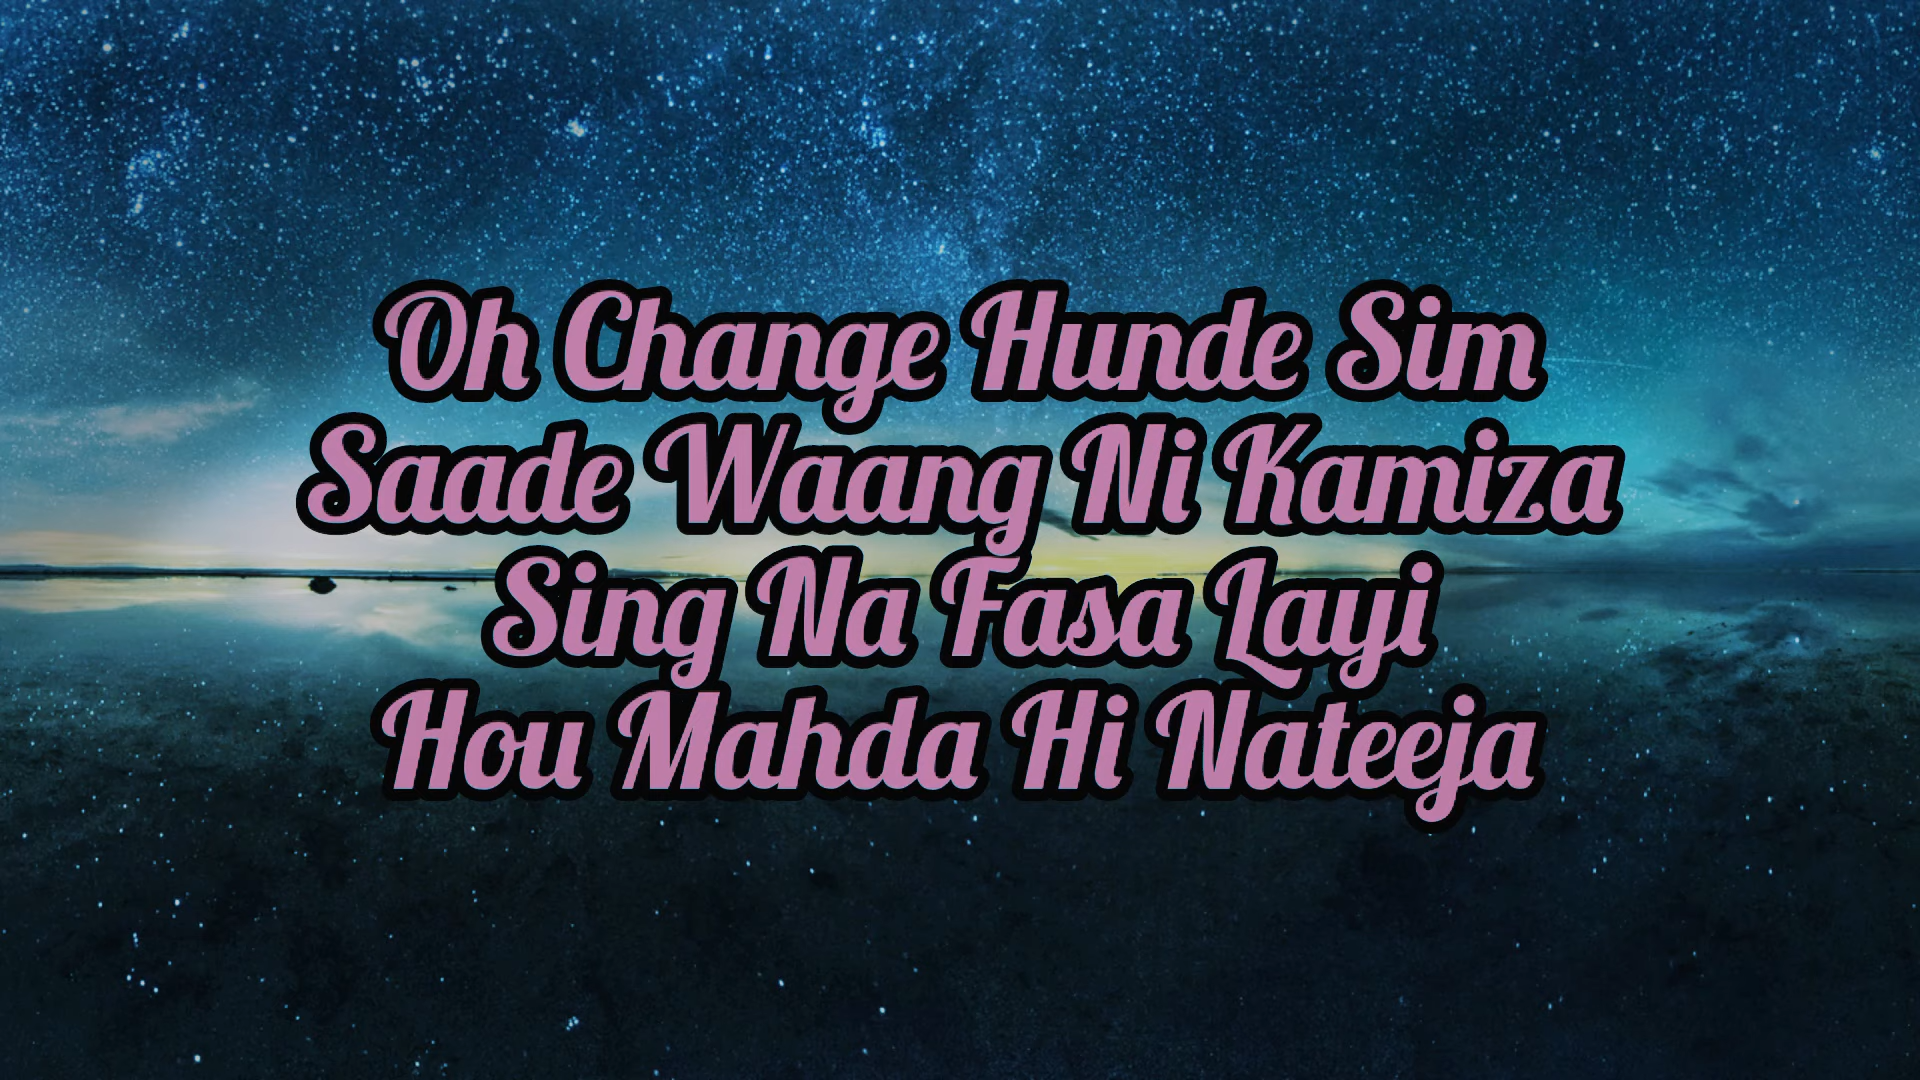 Oh Change Hunde Sim
Saade Waang Ni Kamiza
Sing Na Fasa Layi
Hou Mahda Hi Nateeja